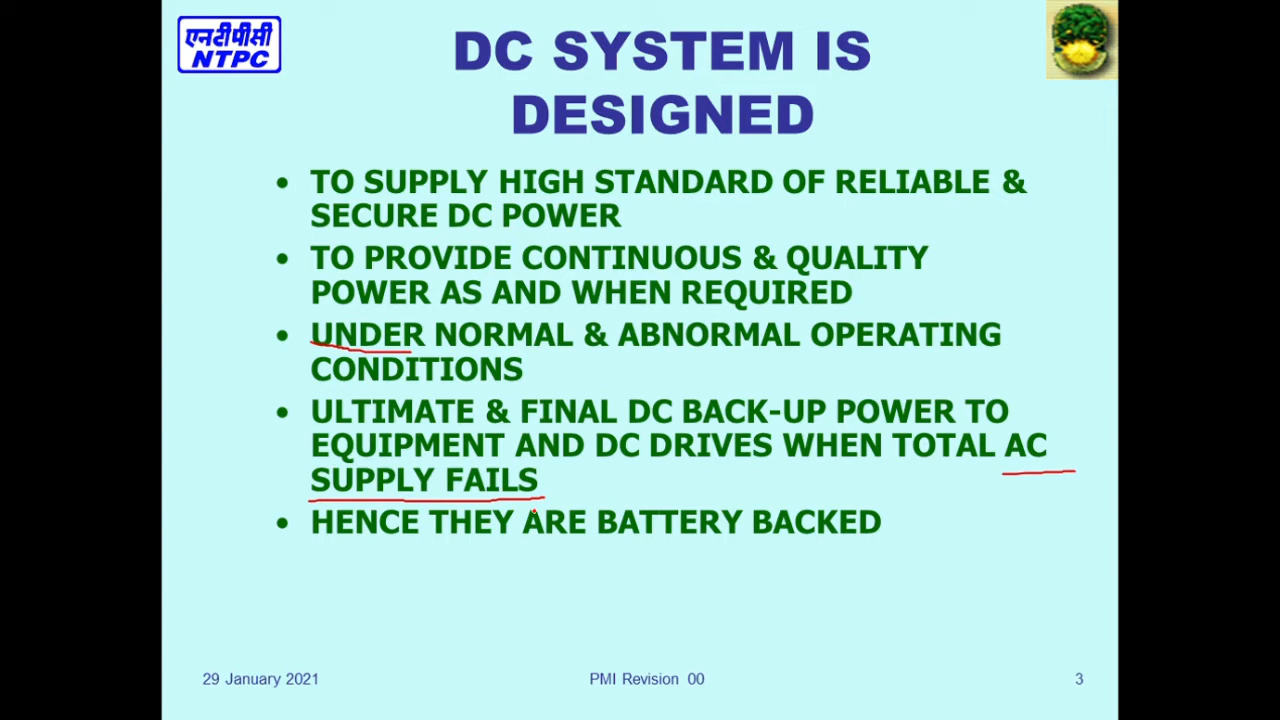 एनटीपीसी
NTPC
DC SYSTEM IS
DESIGNED
• TO SUPPLY HIGH STANDARD OF RELIABLE &
SECURE DC POWER
• TO PROVIDE CONTINUOUS & QUALITY
POWER AS AND WHEN REQUIRED
• UNDER NORMAL & ABNORMAL OPERATING
CONDITIONS
• ULTIMATE & FINAL DC BACK-UP POWER TO
EQUIPMENT AND DC DRIVES WHEN TOTAL AC
SUPPLY FAILS
• HENCE THEY ARE BATTERY BACKED
29 January 2021
PMI Revision 00
3